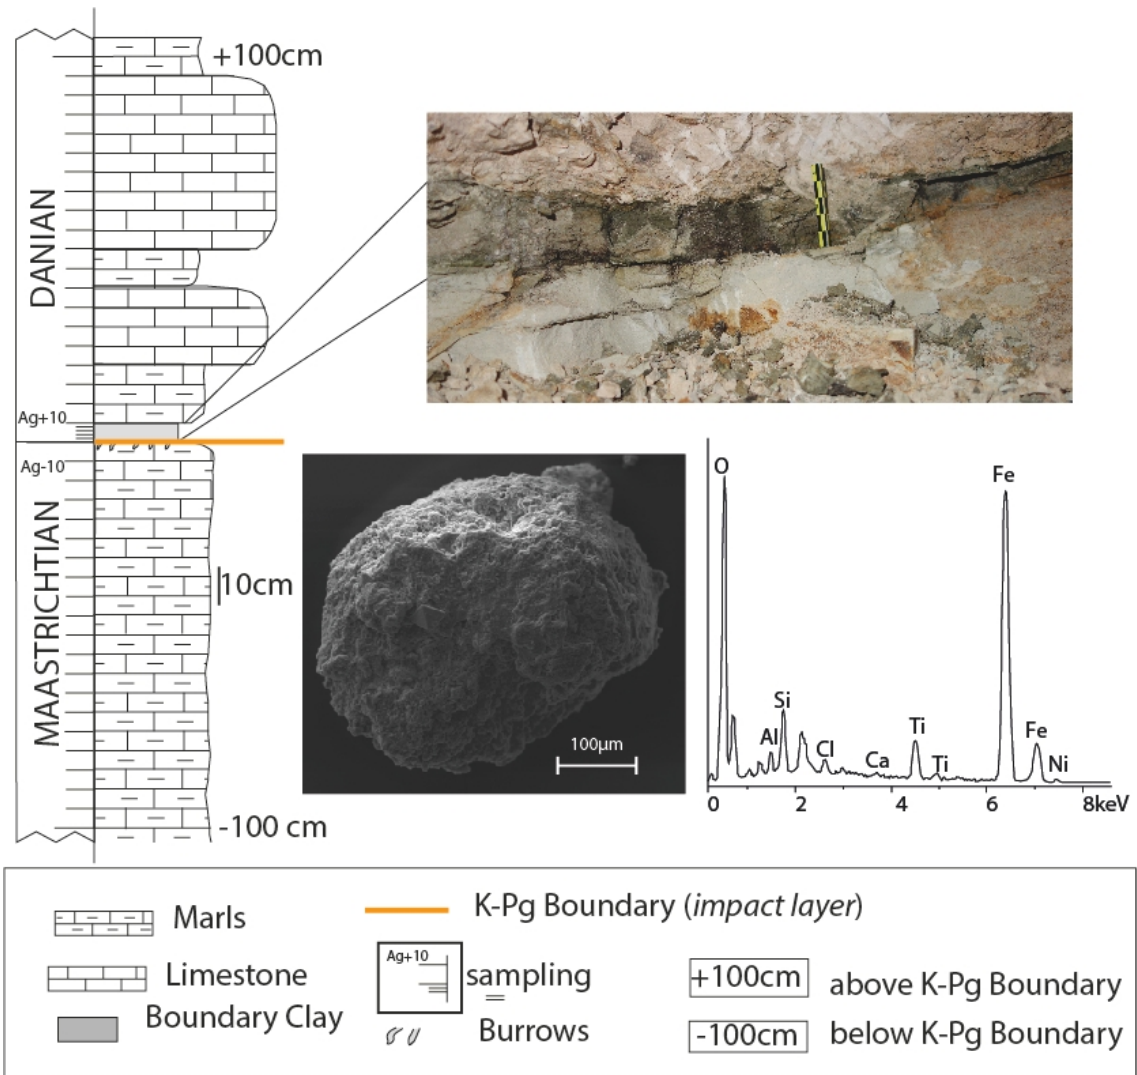 +100cm
DANIAN
Ag+10
Ag-10
MAASTRICHTIAN
10cm
-100 cm
100µm
O
Al
Si
Cl
Ca
Ti
Ti
Fe
Fe
Ni
0 2 4 6 8keV
Marls
Limestone
Boundary Clay
K-Pg Boundary (impact layer)
Ag+10
sampling
Burrows
+100cm above K-Pg Boundary
-100cm below K-Pg Boundary